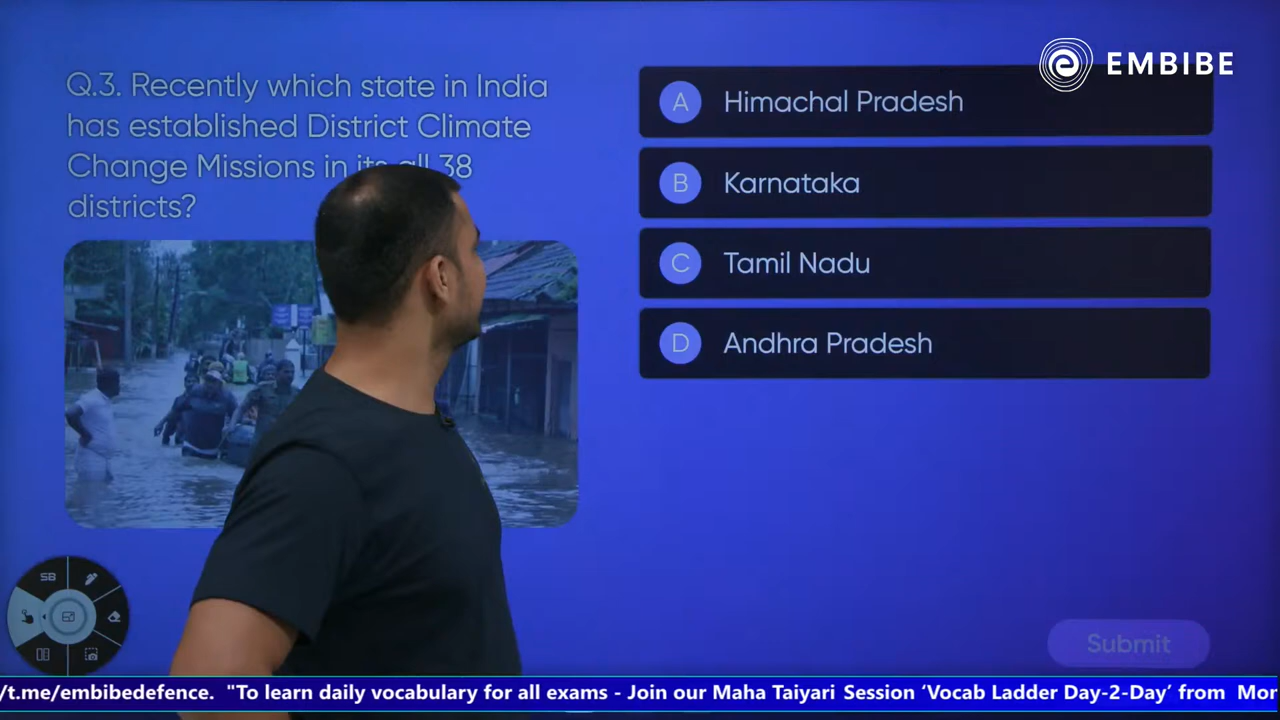 EMBIBE
Q.3. Recently which state in India
has established District Climate
Change Missions in its all 38
districts?
A Himachal Pradesh
B Karnataka
C Tamil Nadu
D Andhra Pradesh
SB
Submit
/t.me/embibedefence. "To learn daily vocabulary for all exams - Join our Maha Taiyari Session ‘Vocab Ladder Day-2-Day’ from Mor